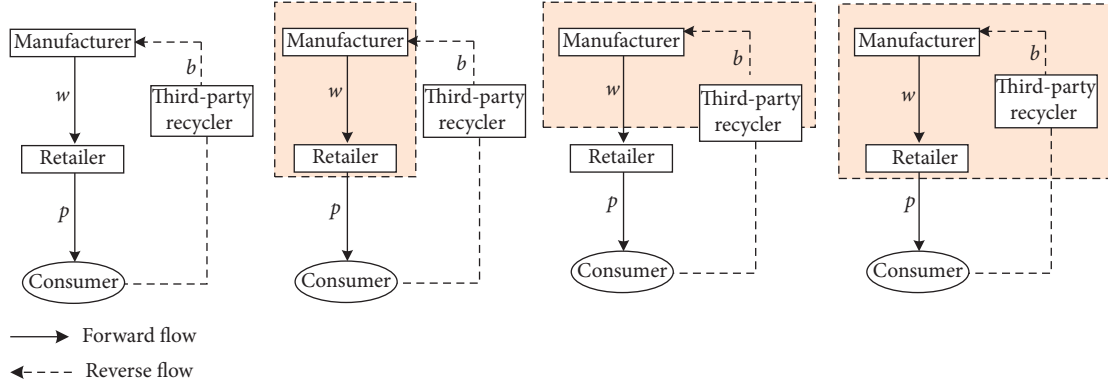 Manufacturer
b
w
Third-party
recycler
Retailer
p
Consumer
Manufacturer
b
w
Third-party
recycler
Retailer
p
Consumer
Manufacturer
b
w
Third-party
recycler
Retailer
p
Consumer
Manufacturer
b
w
Third-party
recycler
Retailer
p
Consumer
Forward flow
Reverse flow